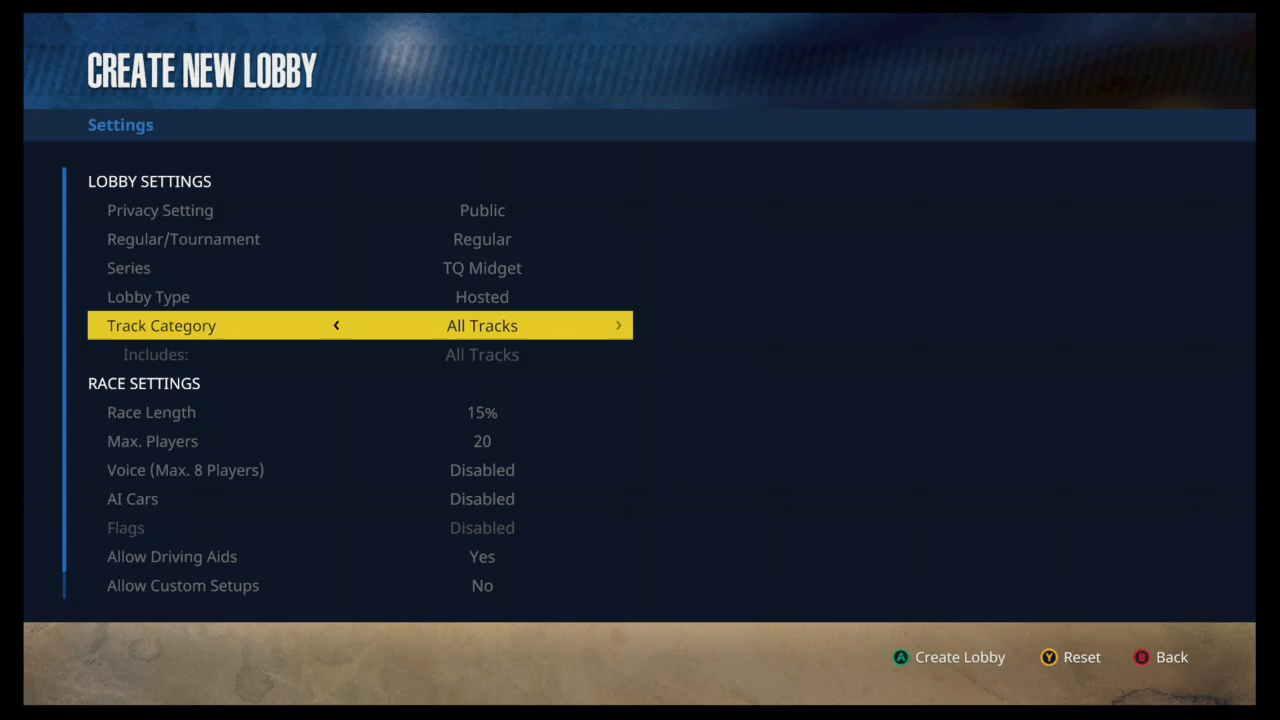 CREATE NEW LOBBY
Settings
LOBBY SETTINGS
Privacy Setting Public
Regular/Tournament Regular
Series TQ Midget
Lobby Type Hosted
Track Category < All Tracks >
Includes: All Tracks
RACE SETTINGS
Race Length 15%
Max. Players 20
Voice (Max. 8 Players) Disabled
AI Cars Disabled
Flags Disabled
Allow Driving Aids Yes
Allow Custom Setups No
A Create Lobby Y Reset B Back